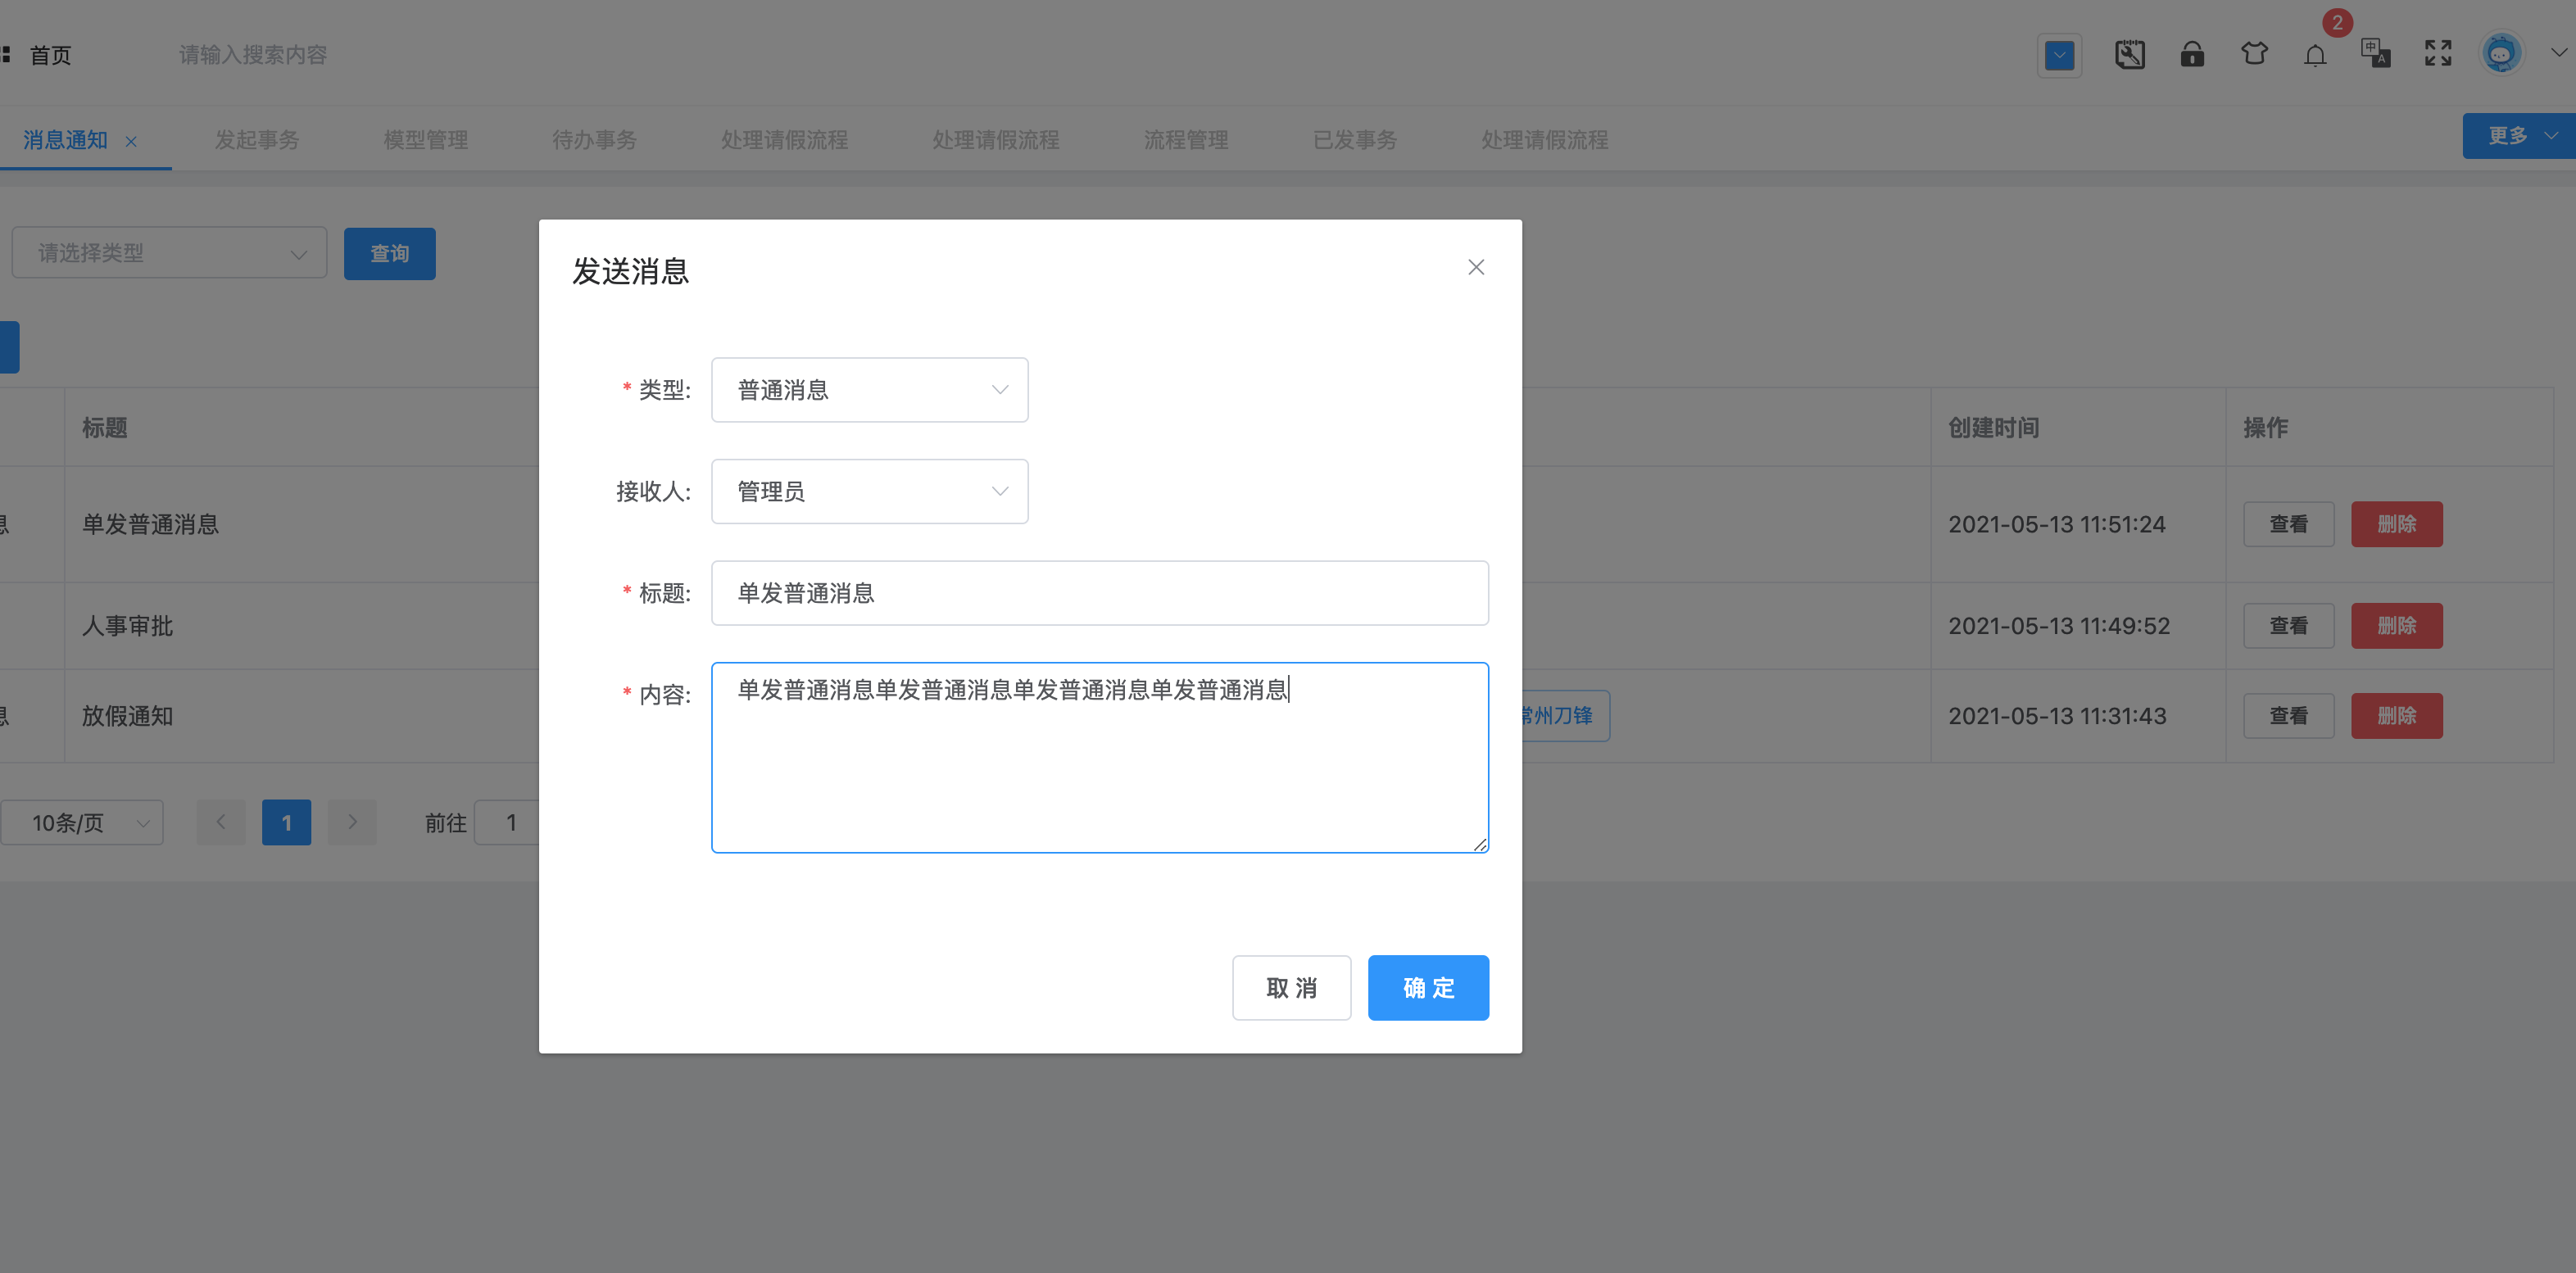 2
首页 请输入搜索内容
消息通知 发起事务 模型管理 待办事务 处理请假流程 处理请假流程 流程管理 已发事务 处理请假流程 更多
请选择类型 查询
发送消息
* 类型: 普通消息
标题 创建时间 操作
接收人: 管理员
息 单发普通消息 2021-05-13 11:51:24 查看 删除
* 标题: 单发普通消息
人事审批 2021-05-13 11:49:52 查看 删除
* 内容: 单发普通消息单发普通消息单发普通消息单发普通消息
息 放假通知 常州刀锋 2021-05-13 11:31:43 查看 删除
10条/页 1 前往 1
取 消 确 定